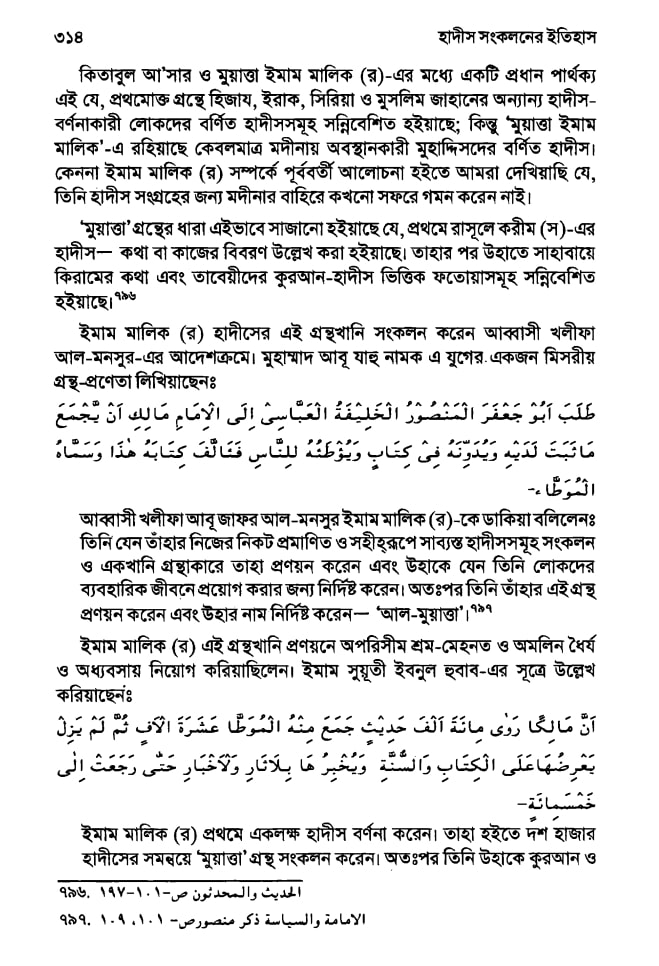 ৩১৪ হাদীস সংকলনের ইতিহাস
কিতাবুল আ'সার ও মুয়াত্তা ইমাম মালিক (র)-এর মধ্যে একটি প্রধান পার্থক্য
এই যে, প্রথমোক্ত গ্রন্থে হিজায, ইরাক, সিরিয়া ও মুসলিম জাহানের অন্যান্য হাদীস-
বর্ণনাকারী লোকদের বর্ণিত হাদীসসমূহ সন্নিবেশিত হইয়াছে; কিন্তু 'মুয়াত্তা ইমাম
মালিক'-এ রহিয়াছে কেবলমাত্র মদীনায় অবস্থানকারী মুহাদ্দিসদের বর্ণিত হাদীস।
কেননা ইমাম মালিক (র) সম্পর্কে পূর্ববর্তী আলোচনা হইতে আমরা দেখিয়াছি যে,
তিনি হাদীস সংগ্রহের জন্য মদীনার বাহিরে কখনো সফরে গমন করেন নাই।
'মুয়াত্তা' গ্রন্থের ধারা এইভাবে সাজানো হইয়াছে যে, প্রথমে রাসূলে করীম (স)-এর
হাদীস— কথা বা কাজের বিবরণ উল্লেখ করা হইয়াছে। তাহার পর উহাতে সাহাবায়ে
কিরামের কথা এবং তাবেয়ীদের কুরআন-হাদীস ভিত্তিক ফতোয়াসমূহ সন্নিবেশিত
হইয়াছে।৭৯৬
ইমাম মালিক (র) হাদীসের এই গ্রন্থখানি সংকলন করেন আব্বাসী খলীফা
আল-মনসুর-এর আদেশক্রমে। মুহাম্মাদ আবূ যাহু নামক এ যুগের একজন মিসরীয়
গ্রন্থ-প্রণেতা লিখিয়াছেনঃ
طَلَبَ اَبُوْ جَعْفَرَ الْمَنْصُوْرُ الْخَلِيْفَةُ الْعَبَّاسِىْ اِلَى الْاِمَامِ مَالِكِ اَنْ يَّجْمَعَ
مَاثَبَتَ لَدَيْهِ وَيُدَوِّنَهُ فِىْ كِتَابٍ وَيُوْطِئَهُ لِلنَّاسِ فَئَالَّفَ كِتَابَهُ هٰذَا وَسَمَّاهُ
الْمُوَطَّاء-
আব্বাসী খলীফা আবূ জাফর আল-মনসুর ইমাম মালিক (র)-কে ডাকিয়া বলিলেনঃ
তিনি যেন তাঁহার নিজের নিকট প্রমাণিত ও সহীহ্‌রূপে সাব্যস্ত হাদীসসমূহ সংকলন
ও একখানি গ্রন্থাকারে তাহা প্রণয়ন করেন এবং উহাকে যেন তিনি লোকদের
ব্যবহারিক জীবনে প্রয়োগ করার জন্য নির্দিষ্ট করেন। অতঃপর তিনি তাঁহার এই গ্রন্থ
প্রণয়ন করেন এবং উহার নাম নির্দিষ্ট করেন— 'আল-মুয়াত্তা'।৭৯৭
ইমাম মালিক (র) এই গ্রন্থখানি প্রণয়নে অপরিসীম শ্রম-মেহনত ও অমলিন ধৈর্য
ও অধ্যবসায় নিয়োগ করিয়াছিলেন। ইমাম সুয়ূতী ইবনুল হুবাব-এর সূত্রে উল্লেখ
করিয়াছেনঃ
اَنَّ مَالِكًا رَوٰى مِائَةَ اَلْفَ حَدِيْثٍ جَمَعَ مِنْهُ الْمُوَطَّا عَشَرَةَ الْاٰفٍ ثُمَّ لَمْ يَزِلْ
يَعْرِضُهَاعَلَى الْكِتَابِ وَالسُّنَّةِ وَيُخْبِرُ هَا بِلَاثَارِ وَلْاَخْبَارِ حَتّٰى رَجَعَتْ اِلٰى
خَمْسَمِائَةٍ-
ইমাম মালিক (র) প্রথমে একলক্ষ হাদীস বর্ণনা করেন। তাহা হইতে দশ হাজার
হাদীসের সমন্বয়ে 'মুয়াত্তা' গ্রন্থ সংকলন করেন। অতঃপর তিনি উহাকে কুরআন ও
৭৯৬. الحديث والمحدثون ص-١٠١-١٩٧
৭৯৭. الامامة والسياسة ذكر منصورص- ١٠١، ١٠٩